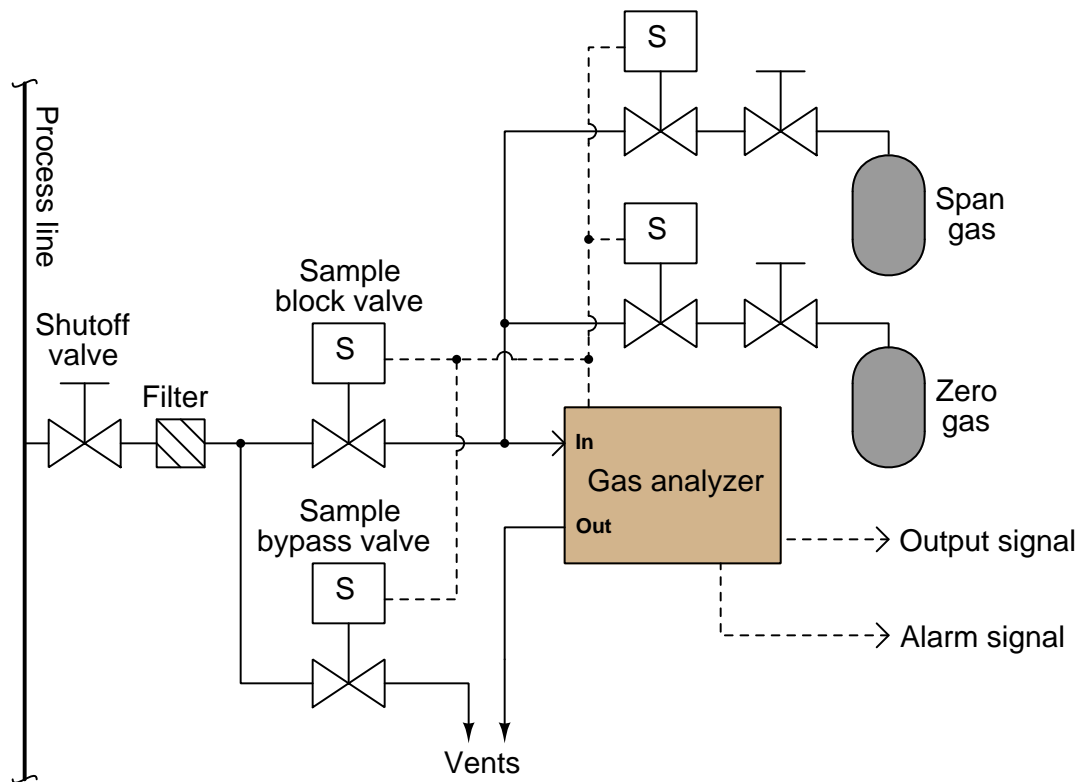 S
Span
gas
S
Process line
Sample
block valve
S
Shutoff
valve
Filter
Zero
gas
In
Gas analyzer
Out
Sample
bypass valve
S
Output signal
Alarm signal
Vents